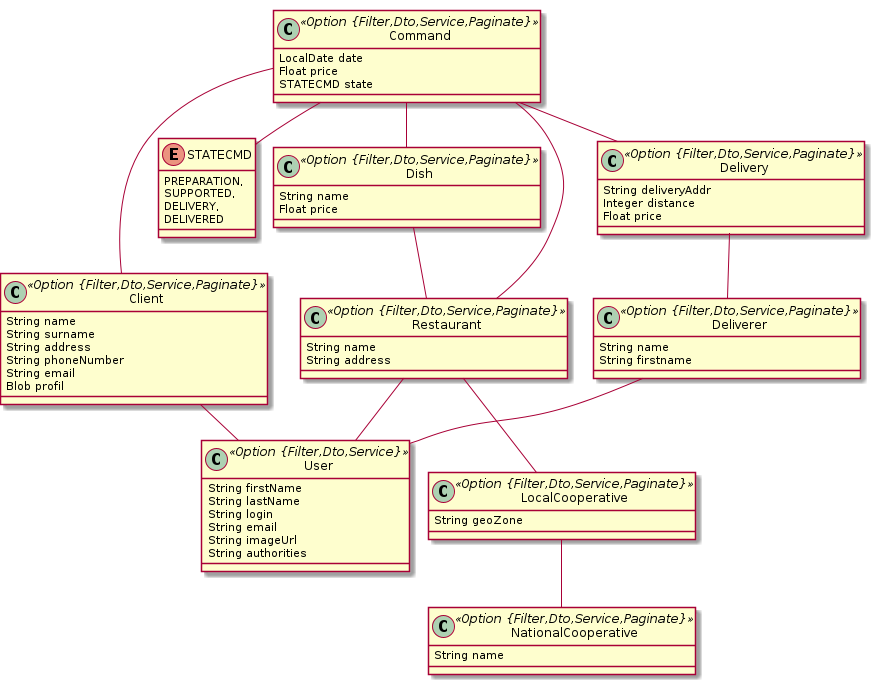 C «Option {Filter,Dto,Service,Paginate}»
Command
LocalDate date
Float price
STATECMD state
E STATECMD
PREPARATION,
SUPPORTED,
DELIVERY,
DELIVERED
C «Option {Filter,Dto,Service,Paginate}»
Dish
String name
Float price
C «Option {Filter,Dto,Service,Paginate}»
Delivery
String deliveryAddr
Integer distance
Float price
C «Option {Filter,Dto,Service,Paginate}»
Client
String name
String surname
String address
String phoneNumber
String email
Blob profil
C «Option {Filter,Dto,Service,Paginate}»
Restaurant
String name
String address
C «Option {Filter,Dto,Service,Paginate}»
Deliverer
String name
String firstname
C «Option {Filter,Dto,Service}»
User
String firstName
String lastName
String login
String email
String imageUrl
String authorities
C «Option {Filter,Dto,Service,Paginate}»
LocalCooperative
String geoZone
C «Option {Filter,Dto,Service,Paginate}»
NationalCooperative
String name